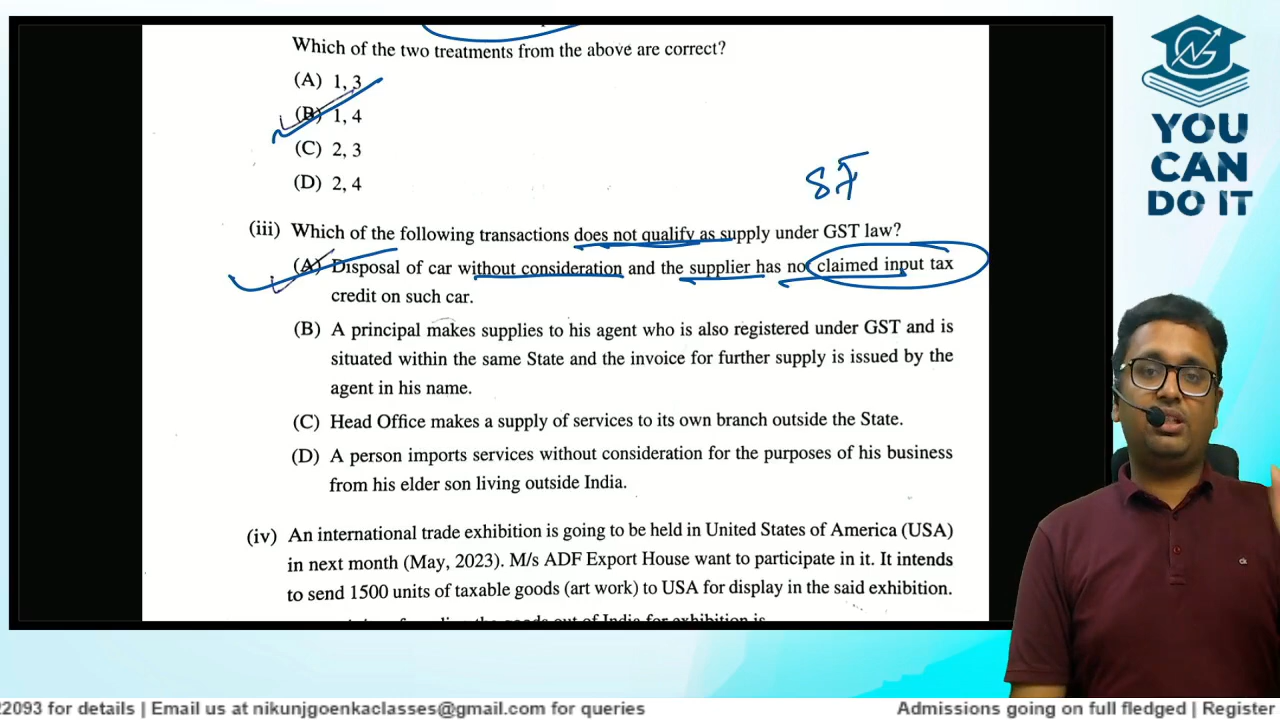 Which of the two treatments from the above are correct?
(A) 1, 3
(B) 1, 4
(C) 2, 3
(D) 2, 4
(iii) Which of the following transactions does not qualify as supply under GST law?
(A) Disposal of car without consideration and the supplier has no claimed input tax
credit on such car.
(B) A principal makes supplies to his agent who is also registered under GST and is
situated within the same State and the invoice for further supply is issued by the
agent in his name.
(C) Head Office makes a supply of services to its own branch outside the State.
(D) A person imports services without consideration for the purposes of his business
from his elder son living outside India.
(iv) An international trade exhibition is going to be held in United States of America (USA)
in next month (May, 2023). M/s ADF Export House want to participate in it. It intends
to send 1500 units of taxable goods (art work) to USA for display in the said exhibition.
goods out of India for exhibition is
YOU
CAN
DO IT
22093 for details | Email us at nikunjgoenkaclasses@gmail.com for queries
Admissions going on full fledged | Register